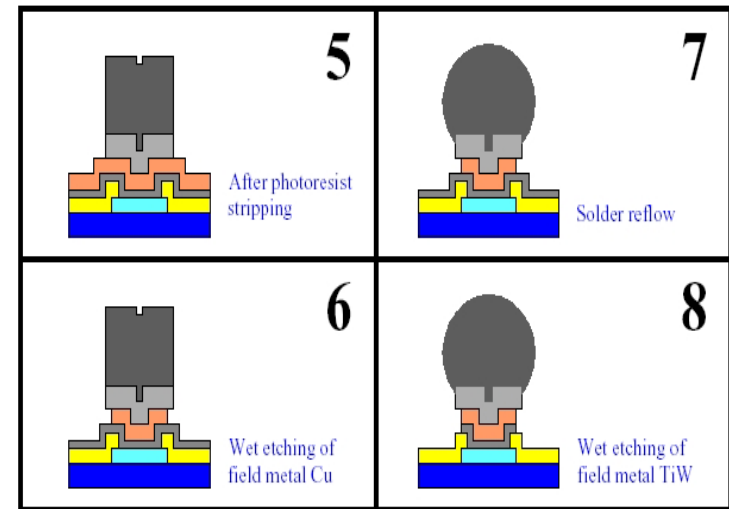 5
After photoresist
stripping
7
Solder reflow
6
Wet etching of
field metal Cu
8
Wet etching of
field metal TiW